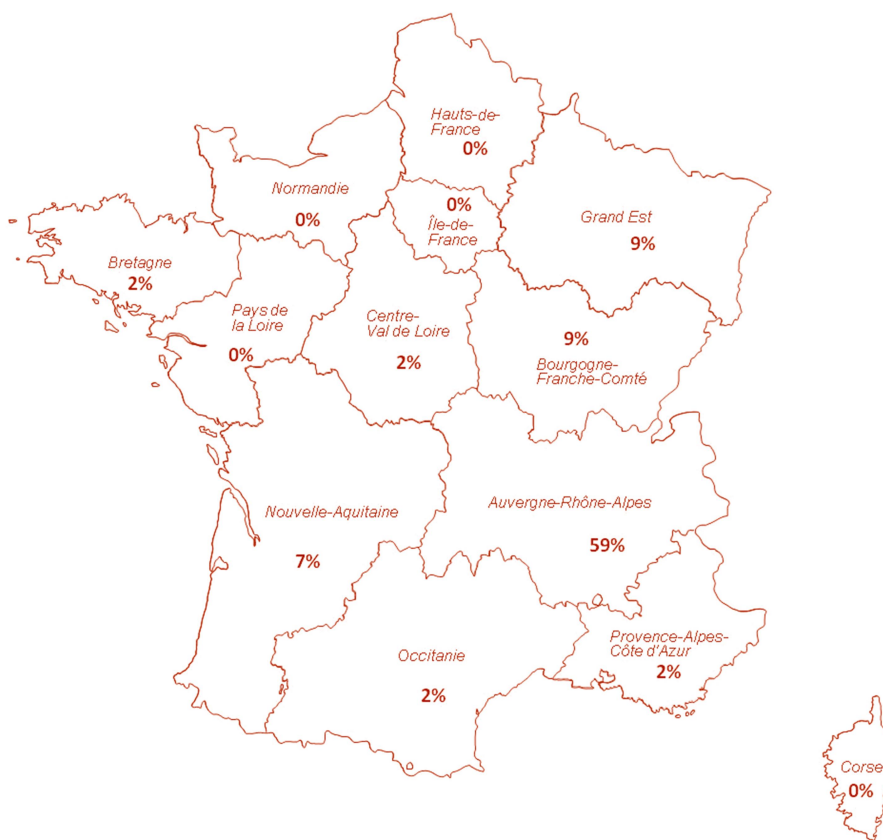 Hauts-de-
France
0%
Normandie
0%
0%
Île-de-
France
Grand Est
9%
Bretagne
2%
Pays de
la Loire
0%
Centre-
Val de Loire
2%
9%
Bourgogne-
Franche-Comté
Nouvelle-Aquitaine
7%
Auvergne-Rhône-Alpes
59%
Occitanie
2%
Provence-Alpes-
Côte d'Azur
2%
Corse
0%